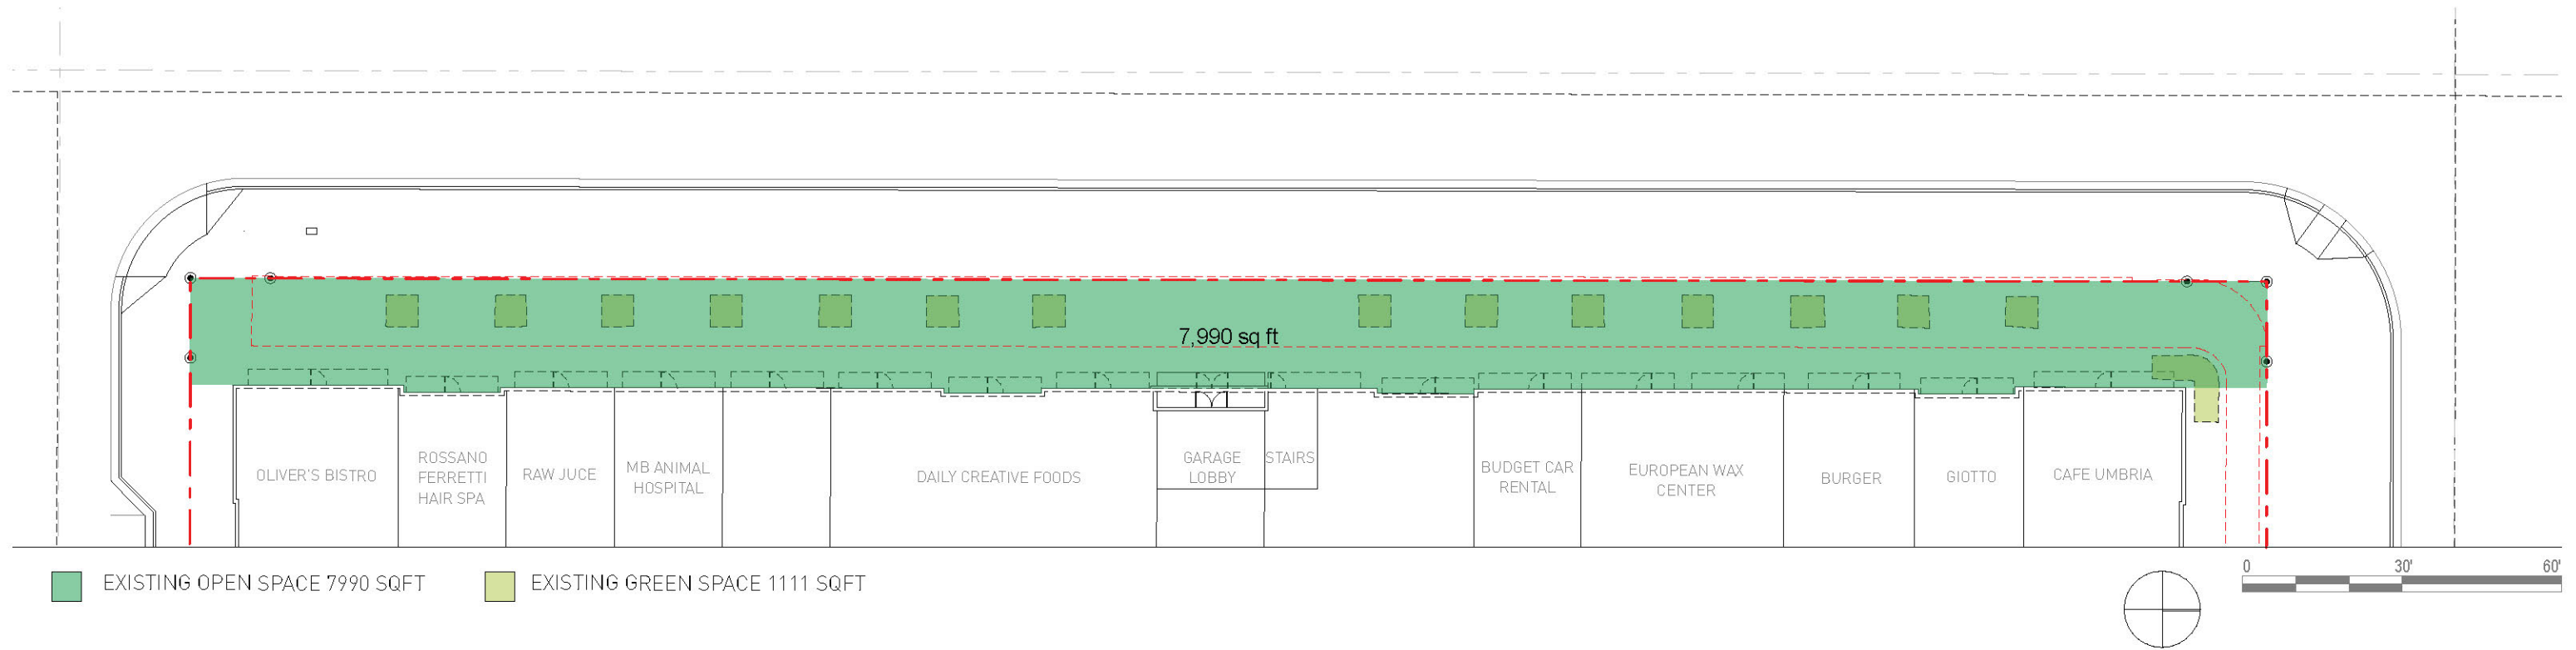 7,990 sq ft
OLIVER'S BISTRO
ROSSANO
FERRETTI
HAIR SPA
RAW JUCE
MB ANIMAL
HOSPITAL
DAILY CREATIVE FOODS
GARAGE
LOBBY
STAIRS
BUDGET CAR
RENTAL
EUROPEAN WAX
CENTER
BURGER
GIOTTO
CAFE UMBRIA
EXISTING OPEN SPACE 7990 SQFT
EXISTING GREEN SPACE 1111 SQFT
0 30' 60'